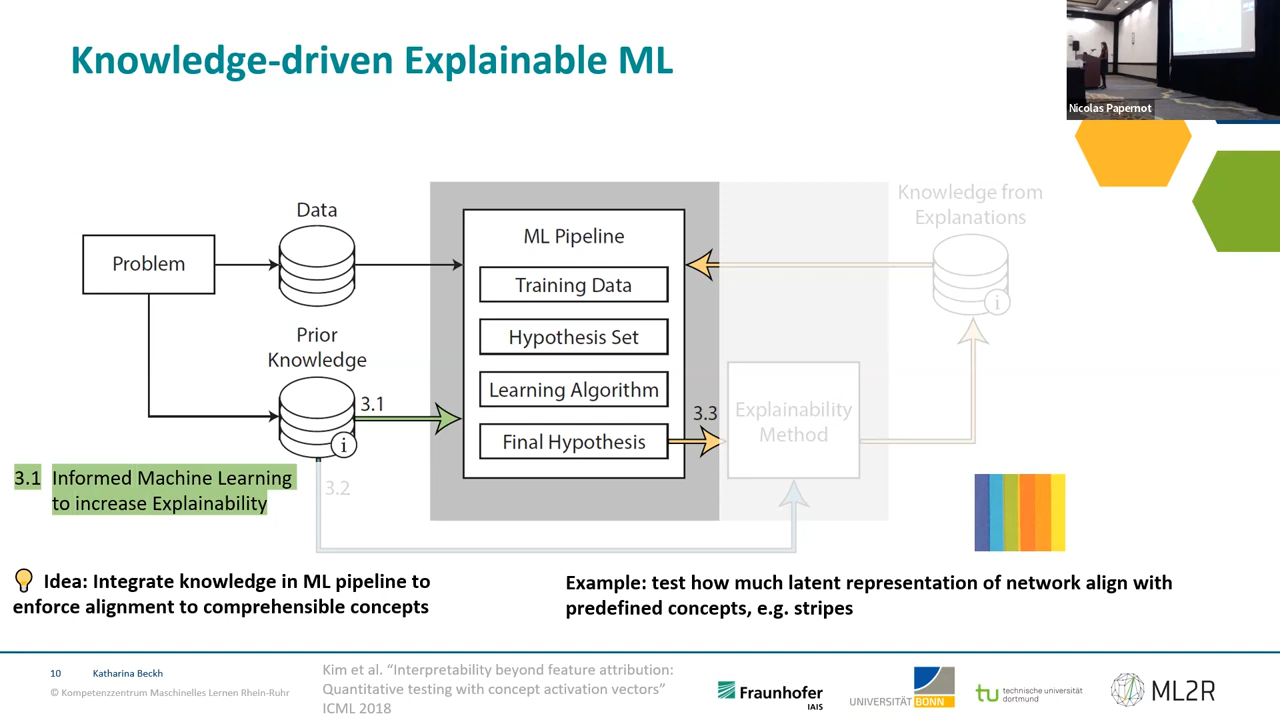 Knowledge-driven Explainable ML
Nicolas Papernot
Data
Problem
Prior
Knowledge
3.1
3.2
ML Pipeline
Training Data
Hypothesis Set
Learning Algorithm
Final Hypothesis
3.3
Explainability
Method
Knowledge from
Explanations
i
i
3.1 Informed Machine Learning
to increase Explainability
💡 Idea: Integrate knowledge in ML pipeline to
enforce alignment to comprehensible concepts
Example: test how much latent representation of network align with
predefined concepts, e.g. stripes
10 Katharina Beckh
© Kompetenzzentrum Maschinelles Lernen Rhein-Ruhr
Kim et al. “Interpretability beyond feature attribution:
Quantitative testing with concept activation vectors”
ICML 2018
Fraunhofer
IAIS
UNIVERSITÄT BONN
tu technische universität
dortmund
ML2R